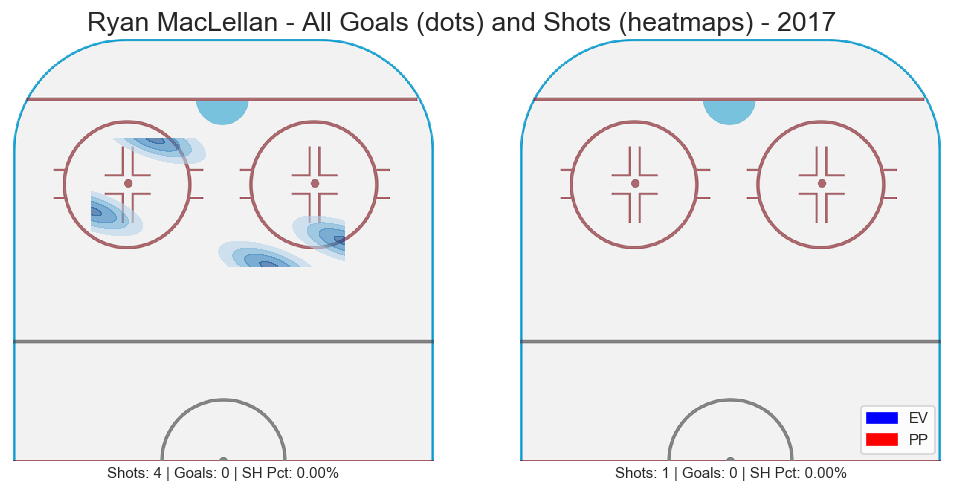 Ryan MacLellan - All Goals (dots) and Shots (heatmaps) - 2017
EV
PP
Shots: 4 | Goals: 0 | SH Pct: 0.00%
Shots: 1 | Goals: 0 | SH Pct: 0.00%